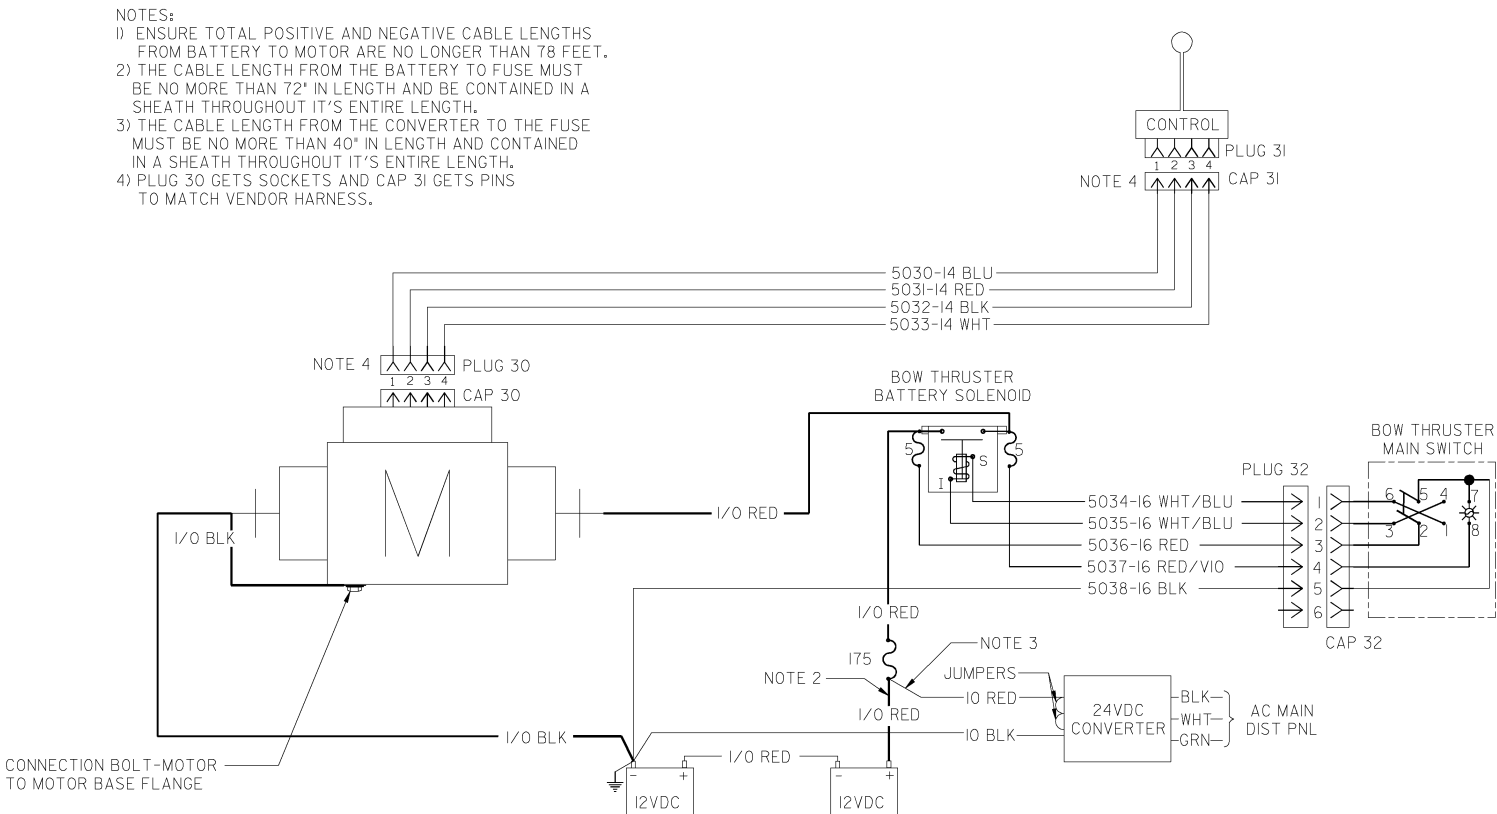 NOTES:
1) ENSURE TOTAL POSITIVE AND NEGATIVE CABLE LENGTHS
FROM BATTERY TO MOTOR ARE NO LONGER THAN 78 FEET.
2) THE CABLE LENGTH FROM THE BATTERY TO FUSE MUST
BE NO MORE THAN 72" IN LENGTH AND BE CONTAINED IN A
SHEATH THROUGHOUT IT'S ENTIRE LENGTH.
3) THE CABLE LENGTH FROM THE CONVERTER TO THE FUSE
MUST BE NO MORE THAN 40" IN LENGTH AND CONTAINED
IN A SHEATH THROUGHOUT IT'S ENTIRE LENGTH.
4) PLUG 30 GETS SOCKETS AND CAP 31 GETS PINS
TO MATCH VENDOR HARNESS.
CONTROL
PLUG 31
1 2 3 4
NOTE 4
CAP 31
5030-14 BLU
5031-14 RED
5032-14 BLK
5033-14 WHT
NOTE 4
PLUG 30
1 2 3 4
CAP 30
M
1/0 BLK
1/0 RED
BOW THRUSTER
BATTERY SOLENOID
5
5
S
I
BOW THRUSTER
MAIN SWITCH
PLUG 32
5034-16 WHT/BLU
5035-16 WHT/BLU
5036-16 RED
5037-16 RED/VIO
5038-16 BLK
1
2
3
4
5
6
6 5 4 7
3 2 1 8
CAP 32
1/0 RED
175
NOTE 3
NOTE 2
JUMPERS
10 RED
1/0 RED
10 BLK
24VDC
CONVERTER
BLK
WHT
GRN
AC MAIN
DIST PNL
1/0 BLK
1/0 RED
CONNECTION BOLT-MOTOR
TO MOTOR BASE FLANGE
- +
12VDC
- +
12VDC